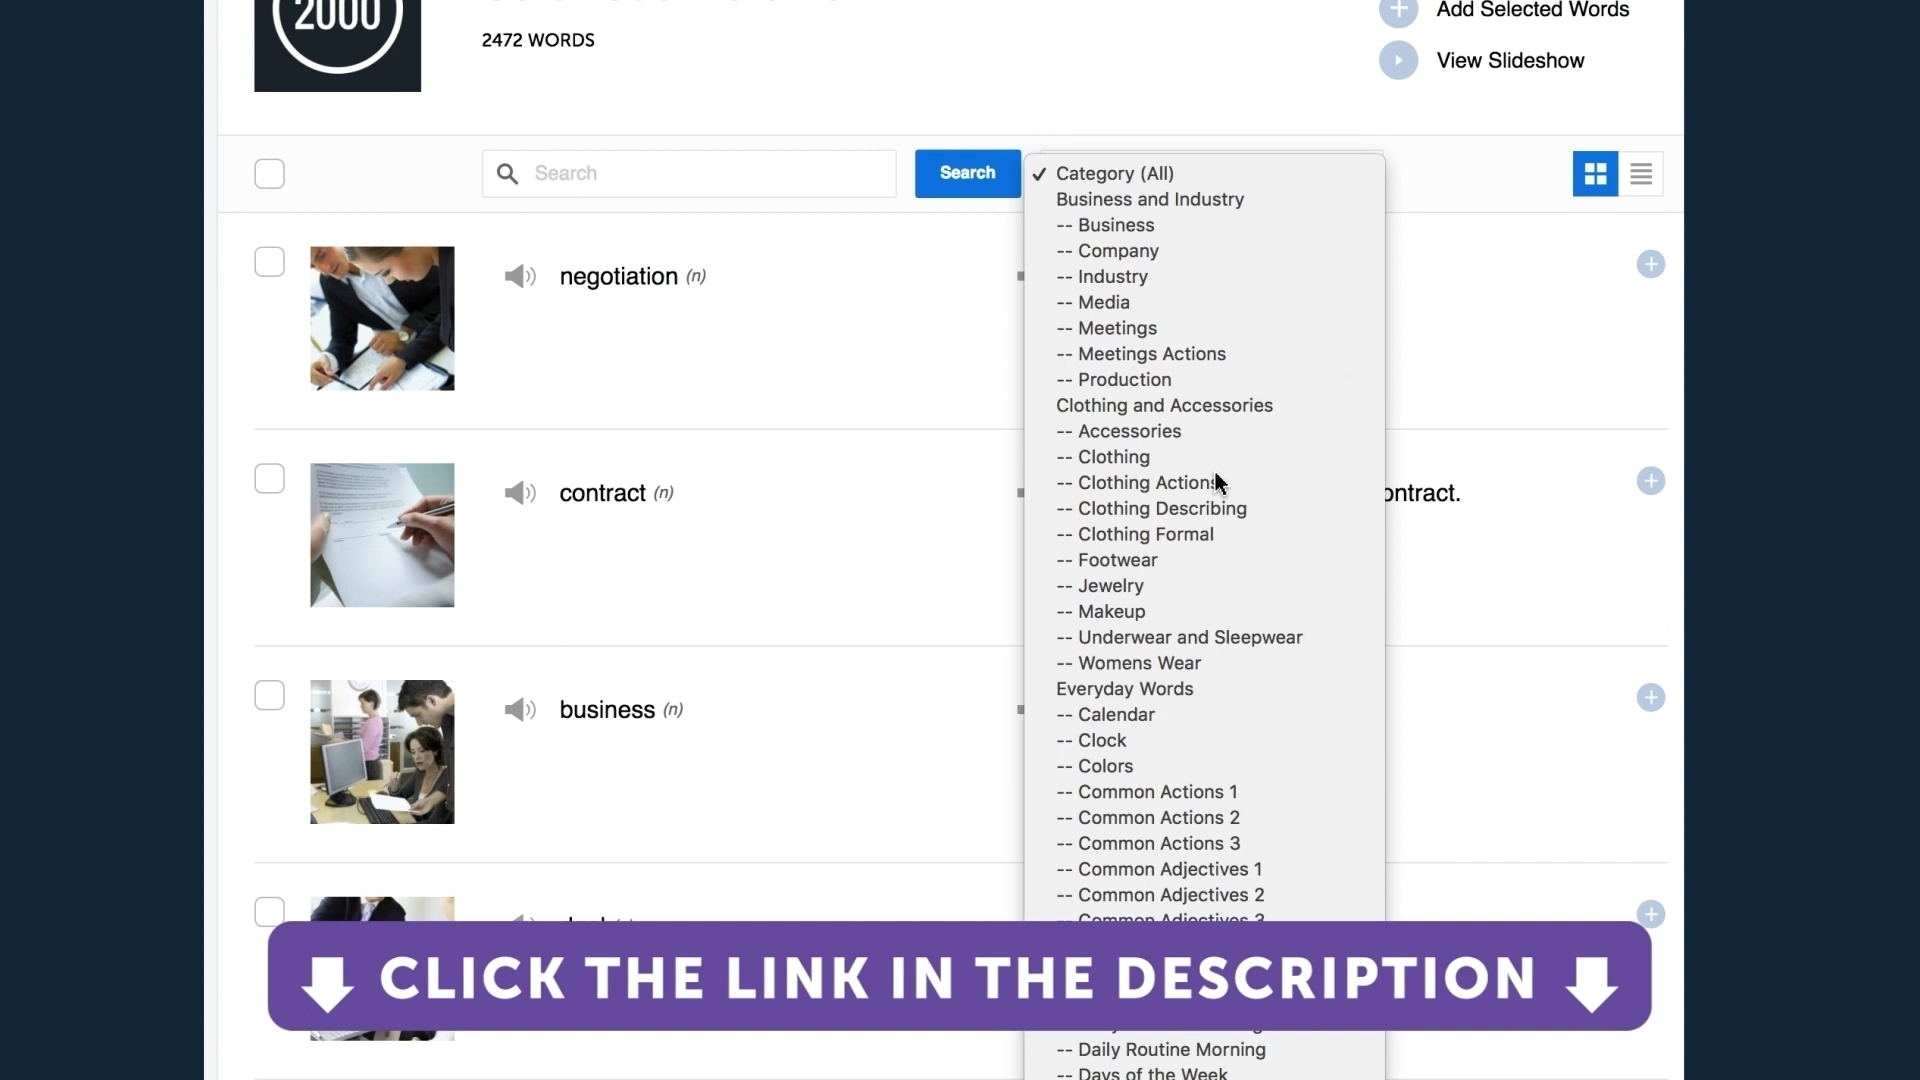 2000
2472 WORDS
Add Selected Words
View Slideshow
Search
Search
✓ Category (All)
Business and Industry
-- Business
-- Company
-- Industry
-- Media
-- Meetings
-- Meetings Actions
-- Production
Clothing and Accessories
-- Accessories
-- Clothing
-- Clothing Actions
-- Clothing Describing
-- Clothing Formal
-- Footwear
-- Jewelry
-- Makeup
-- Underwear and Sleepwear
-- Womens Wear
Everyday Words
-- Calendar
-- Clock
-- Colors
-- Common Actions 1
-- Common Actions 2
-- Common Actions 3
-- Common Adjectives 1
-- Common Adjectives 2
-- Common Adjectives 3
-- Daily Routine Morning
-- Days of the Week
negotiation (n)
contract (n)
ontract.
business (n)
CLICK THE LINK IN THE DESCRIPTION